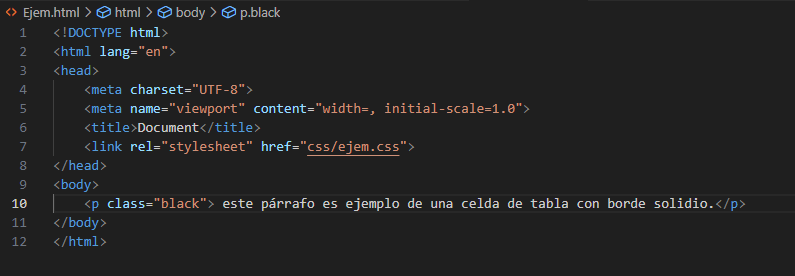 Ejem.html > html > body > p.black
1 <!DOCTYPE html>
2 <html lang="en">
3 <head>
4 <meta charset="UTF-8">
5 <meta name="viewport" content="width=, initial-scale=1.0">
6 <title>Document</title>
7 <link rel="stylesheet" href="css/ejem.css">
8 </head>
9 <body>
10 <p class="black"> este párrafo es ejemplo de una celda de tabla con borde solidio.</p>
11 </body>
12 </html>